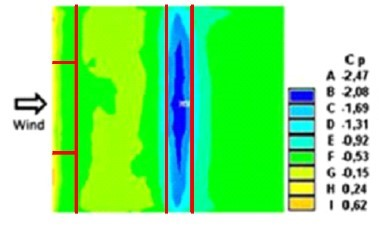 Wind
C p
A -2,47
B -2,08
C -1,69
D -1,31
E -0,92
F -0,53
G -0,15
H 0,24
I 0,62